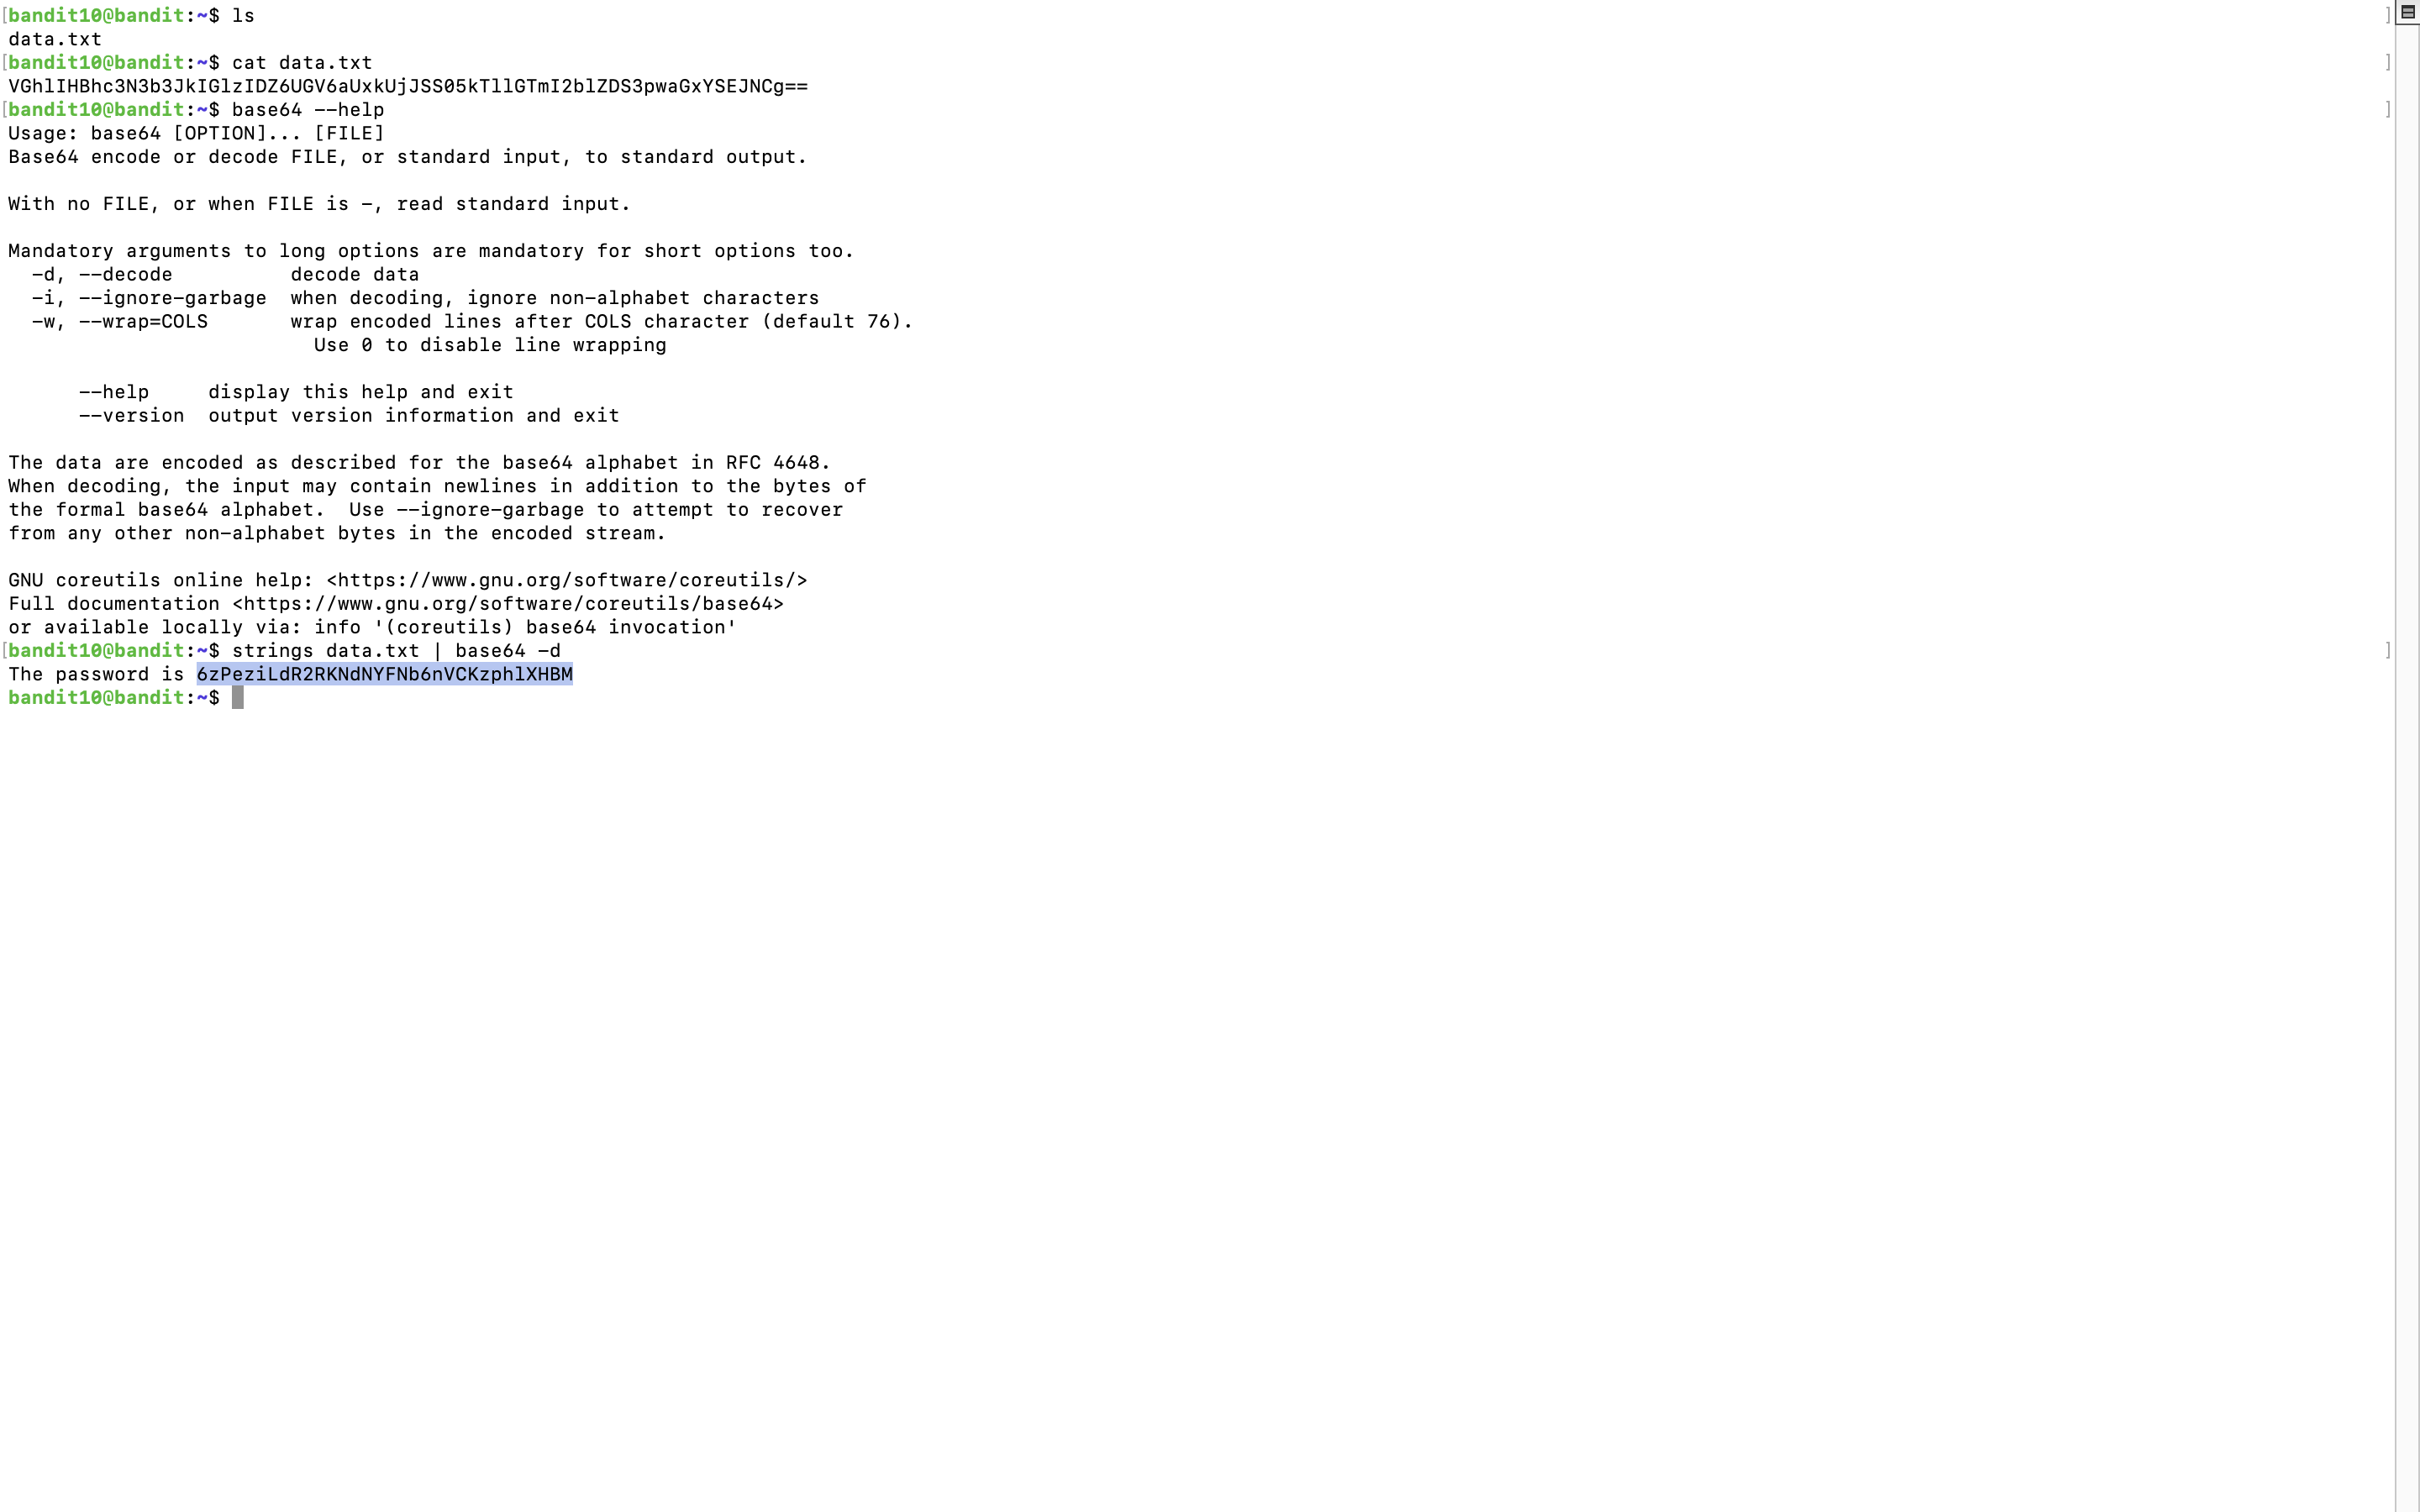 [bandit10@bandit:~$ ls ]
data.txt
[bandit10@bandit:~$ cat data.txt ]
VGhlIHBhc3N3b3JkIGlzIDZ6UGV6aUxkUjJSS05kTllGTmI2blZDS3pwaGxYSEJNCg==
[bandit10@bandit:~$ base64 --help ]
Usage: base64 [OPTION]... [FILE]
Base64 encode or decode FILE, or standard input, to standard output.

With no FILE, or when FILE is -, read standard input.

Mandatory arguments to long options are mandatory for short options too.
  -d, --decode          decode data
  -i, --ignore-garbage  when decoding, ignore non-alphabet characters
  -w, --wrap=COLS       wrap encoded lines after COLS character (default 76).
                          Use 0 to disable line wrapping

      --help     display this help and exit
      --version  output version information and exit

The data are encoded as described for the base64 alphabet in RFC 4648.
When decoding, the input may contain newlines in addition to the bytes of
the formal base64 alphabet.  Use --ignore-garbage to attempt to recover
from any other non-alphabet bytes in the encoded stream.

GNU coreutils online help: <https://www.gnu.org/software/coreutils/>
Full documentation <https://www.gnu.org/software/coreutils/base64>
or available locally via: info '(coreutils) base64 invocation'
[bandit10@bandit:~$ strings data.txt | base64 -d ]
The password is 6zPeziLdR2RKNdNYFNb6nVCKzphlXHBM
bandit10@bandit:~$